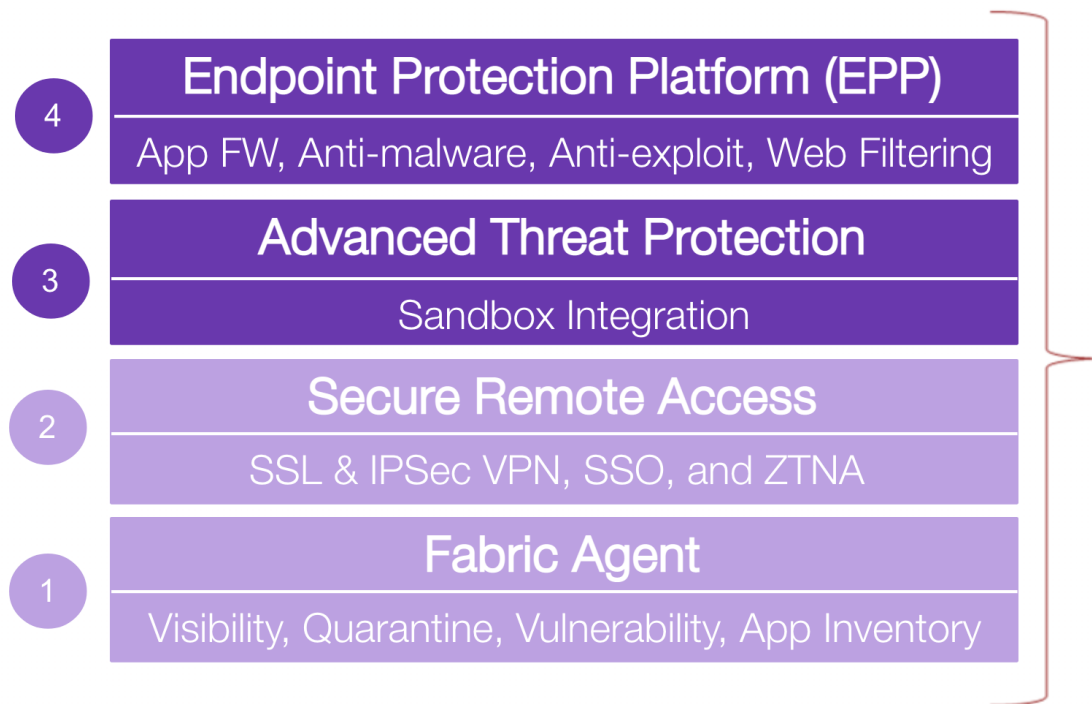 4
Endpoint Protection Platform (EPP)
App FW, Anti-malware, Anti-exploit, Web Filtering
3
Advanced Threat Protection
Sandbox Integration
2
Secure Remote Access
SSL & IPSec VPN, SSO, and ZTNA
1
Fabric Agent
Visibility, Quarantine, Vulnerability, App Inventory